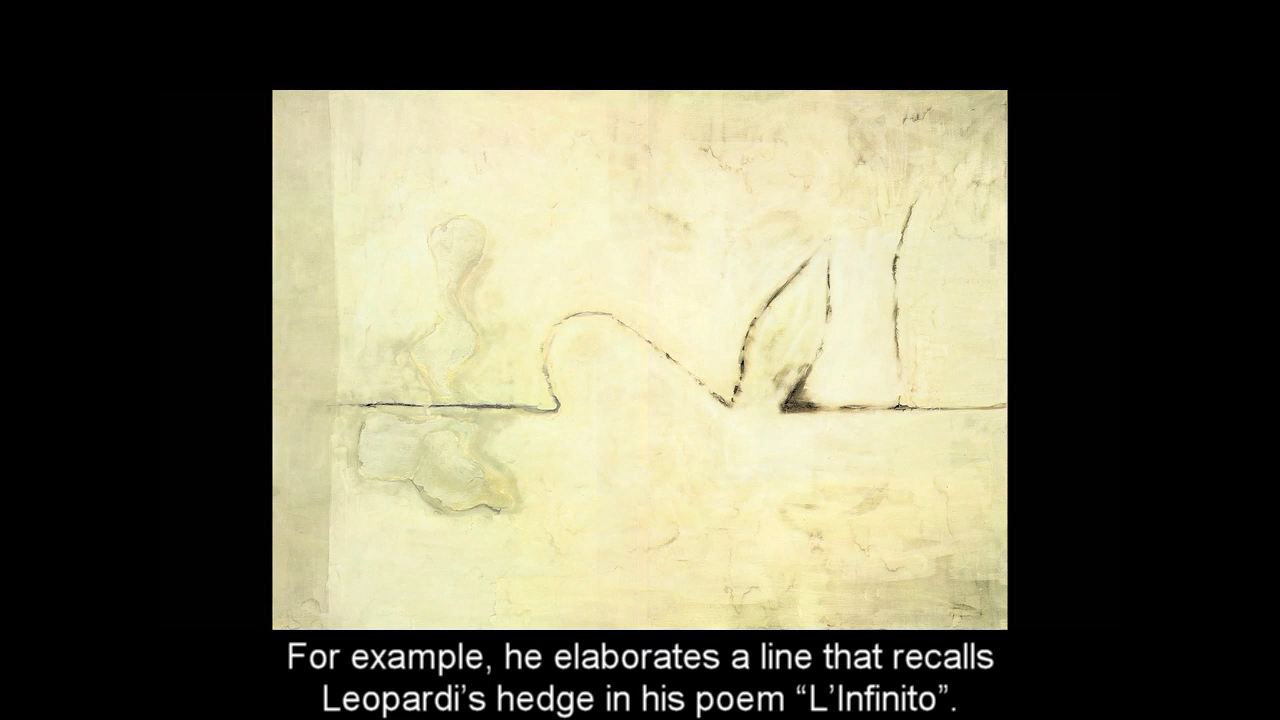 For example, he elaborates a line that recalls
Leopardi’s hedge in his poem “L’Infinito”.